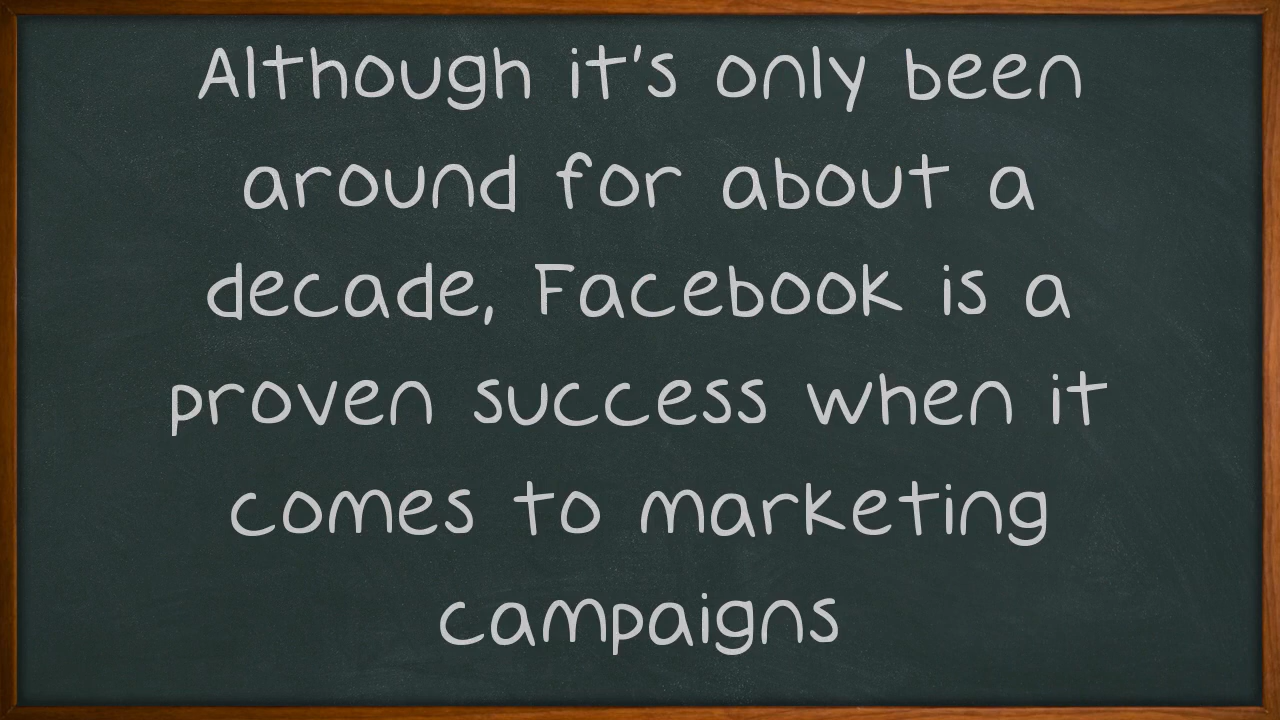 Although it's only been
around for about a
decade, Facebook is a
proven success when it
comes to marketing
campaigns